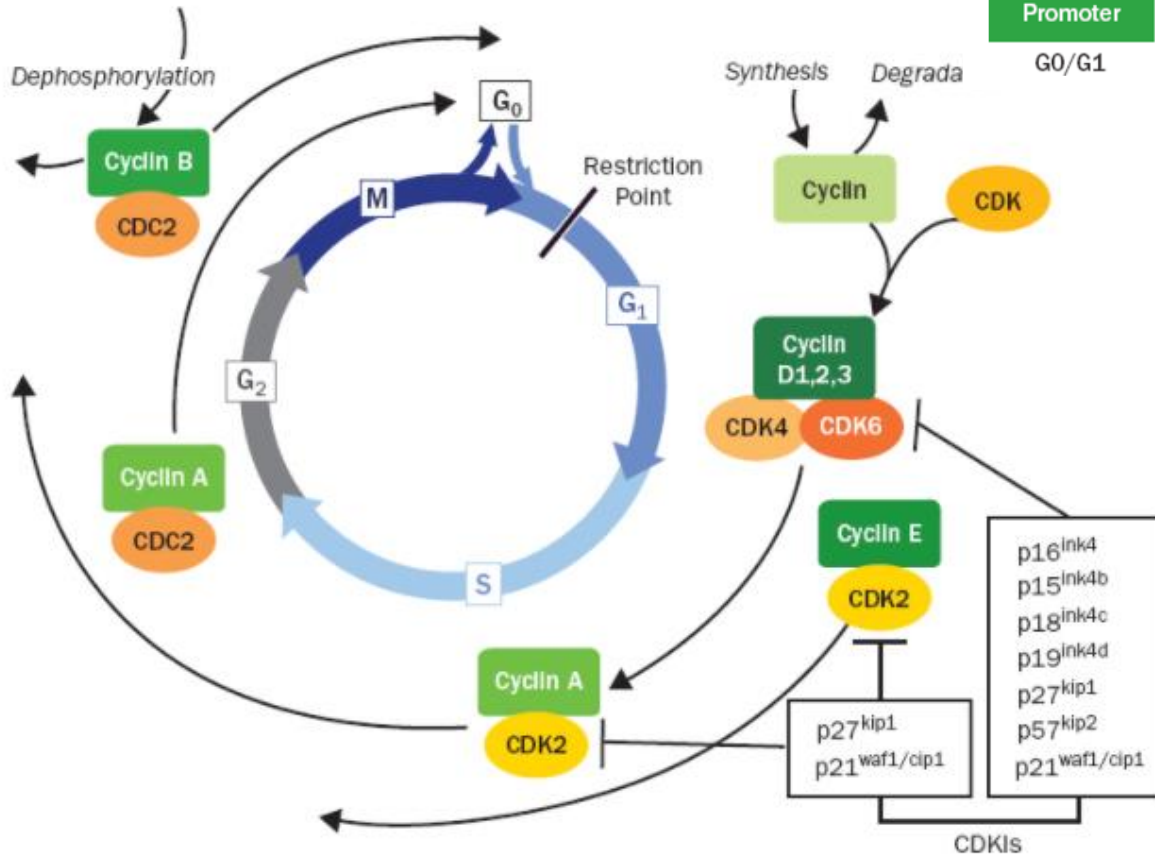 Promoter
G0/G1
Dephosphorylation
Cyclin B
CDC2
G₀
Restriction
Point
Synthesis
Degrada
Cyclin
CDK
M
G₁
G₂
S
Cyclin
D1,2,3
CDK4
CDK6
Cyclin A
CDC2
Cyclin E
CDK2
Cyclin A
CDK2
p27kip1
p21waf1/cip1
p16ink4
p15ink4b
p18ink4c
p19ink4d
p27kip1
p57kip2
p21waf1/cip1
CDKIs